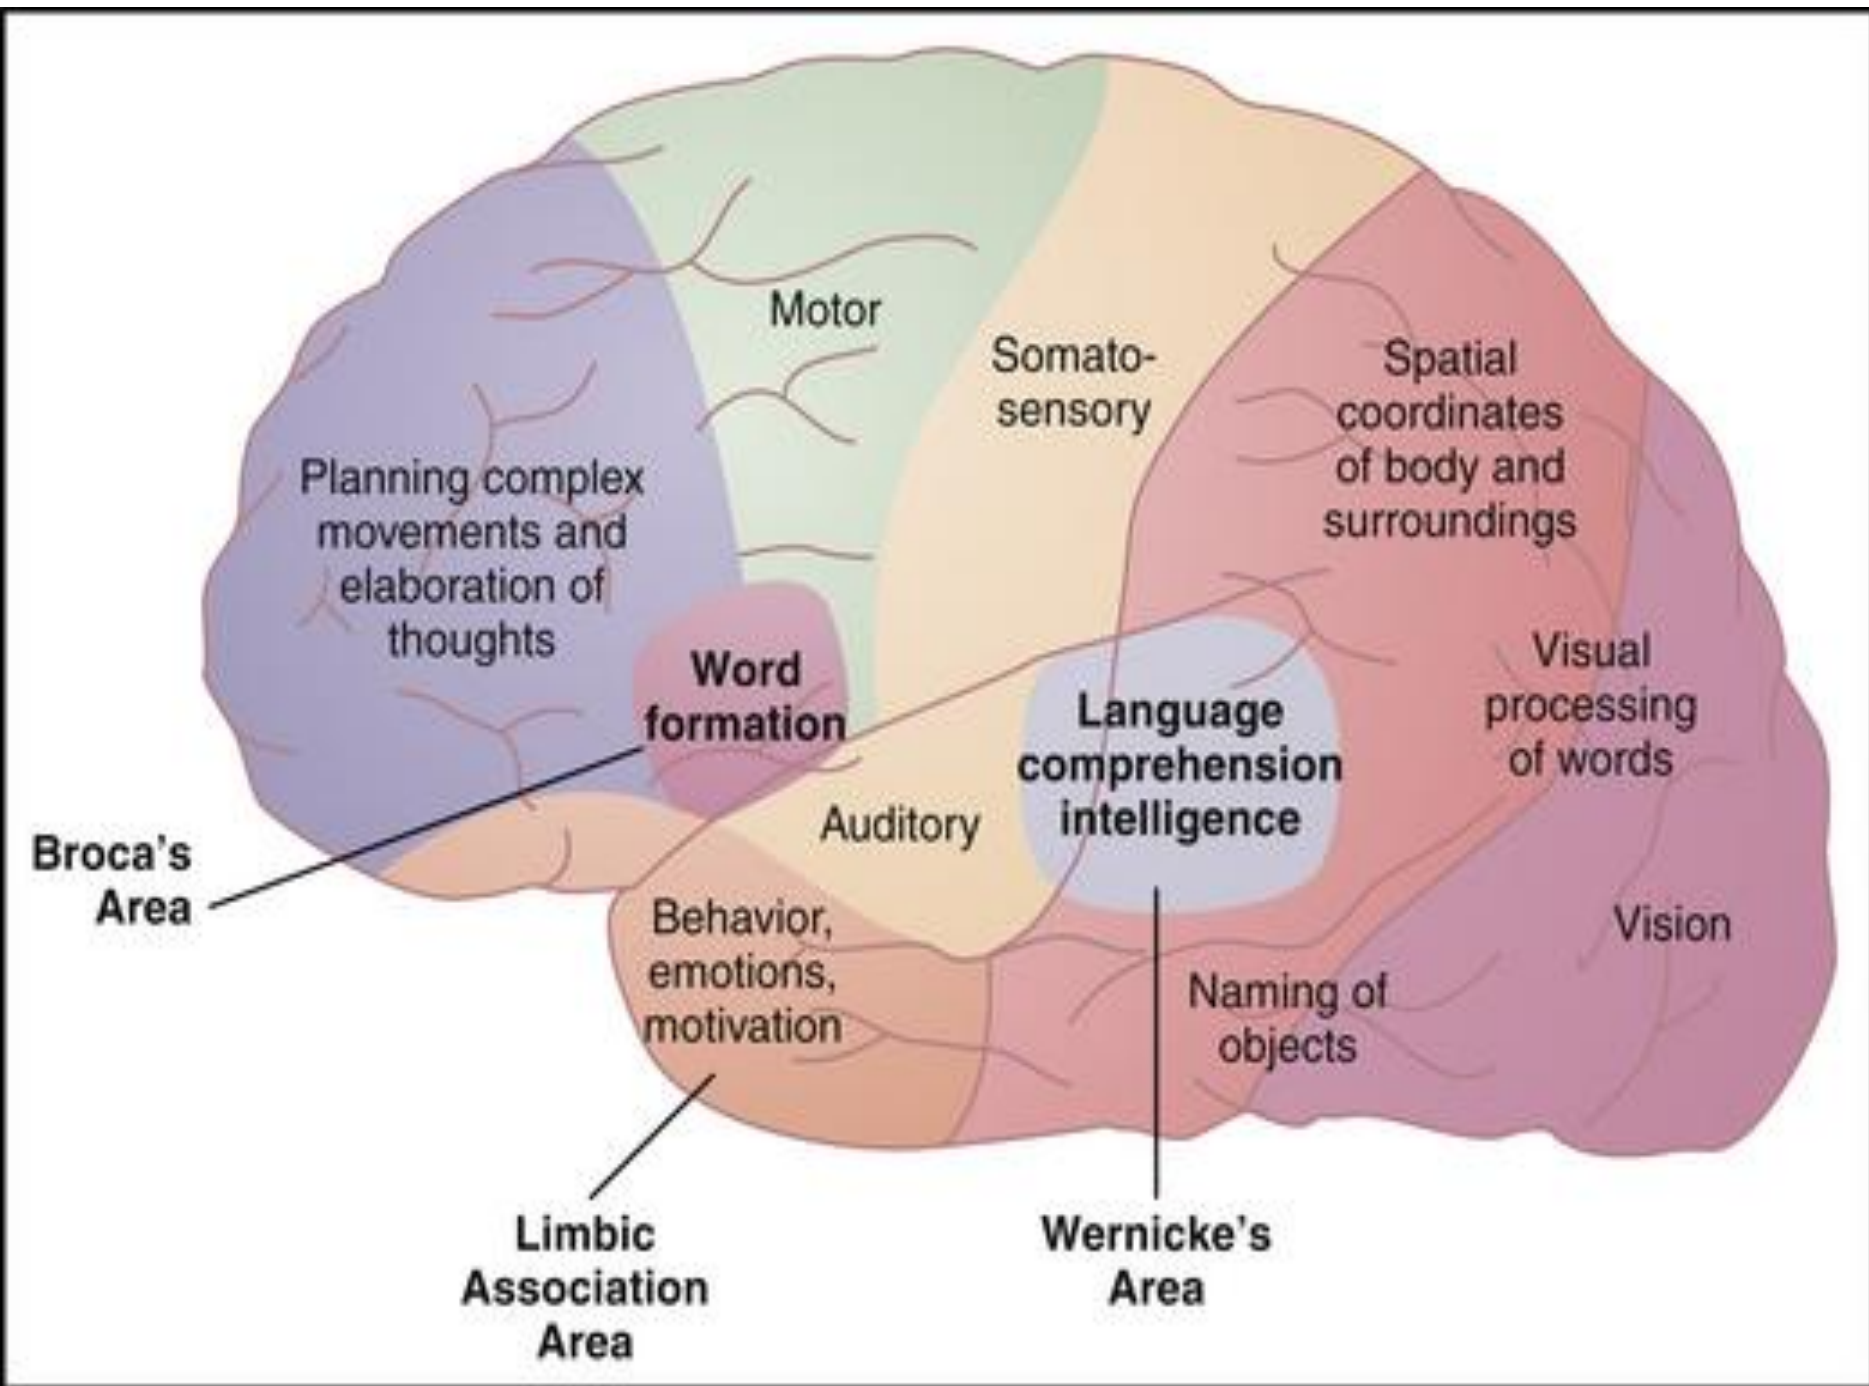 Motor
Somato-
sensory
Spatial
coordinates
of body and
surroundings
Planning complex
movements and
elaboration of
thoughts
Word
formation
Language
comprehension
intelligence
Visual
processing
of words
Auditory
Broca's
Area
Behavior,
emotions,
motivation
Vision
Naming of
objects
Limbic
Association
Area
Wernicke's
Area